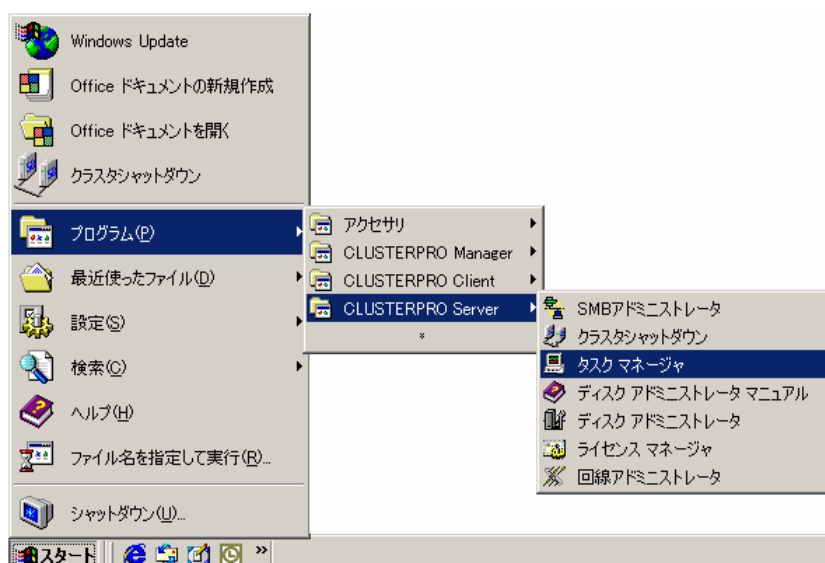 Windows Update
Office ドキュメントの新規作成
Office ドキュメントを開く
クラスタシャットダウン
プログラム(P)
最近使ったファイル(D)
設定(S)
検索(C)
ヘルプ(H)
ファイル名を指定して実行(R)...
シャットダウン(U)...
スタート
»
アクセサリ
CLUSTERPRO Manager
CLUSTERPRO Client
CLUSTERPRO Server
SMBアドミニストレータ
クラスタシャットダウン
タスク マネージャ
ディスク アドミニストレータ マニュアル
ディスク アドミニストレータ
ライセンス マネージャ
回線アドミニストレータ